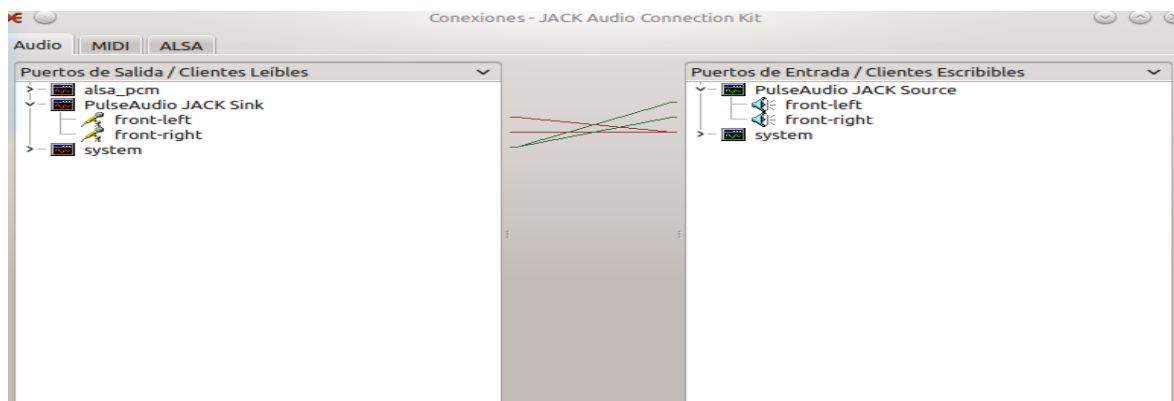 Conexiones - JACK Audio Connection Kit
Audio MIDI ALSA
Puertos de Salida / Clientes Leíbles
alsa_pcm
PulseAudio JACK Sink
front-left
front-right
system
Puertos de Entrada / Clientes Escribibles
PulseAudio JACK Source
front-left
front-right
system